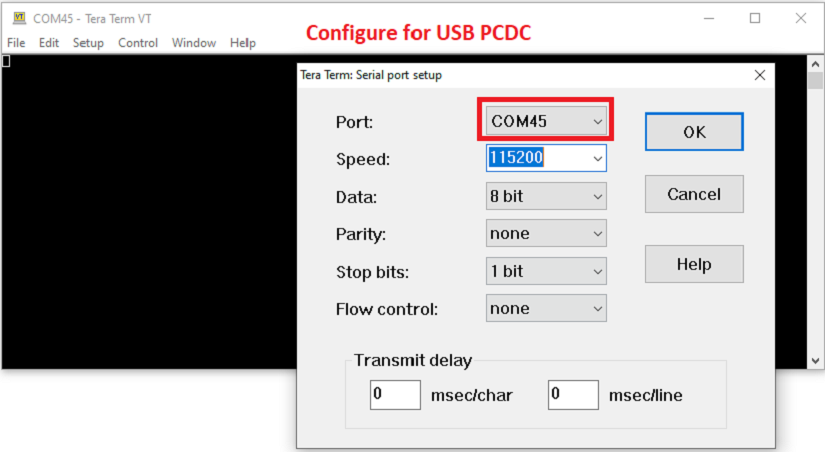 COM45 - Tera Term VT
File Edit Setup Control Window Help
Configure for USB PCDC
Tera Term: Serial port setup
Port: COM45 OK
Speed: 115200
Data: 8 bit Cancel
Parity: none
Stop bits: 1 bit Help
Flow control: none
Transmit delay
0 msec/char 0 msec/line